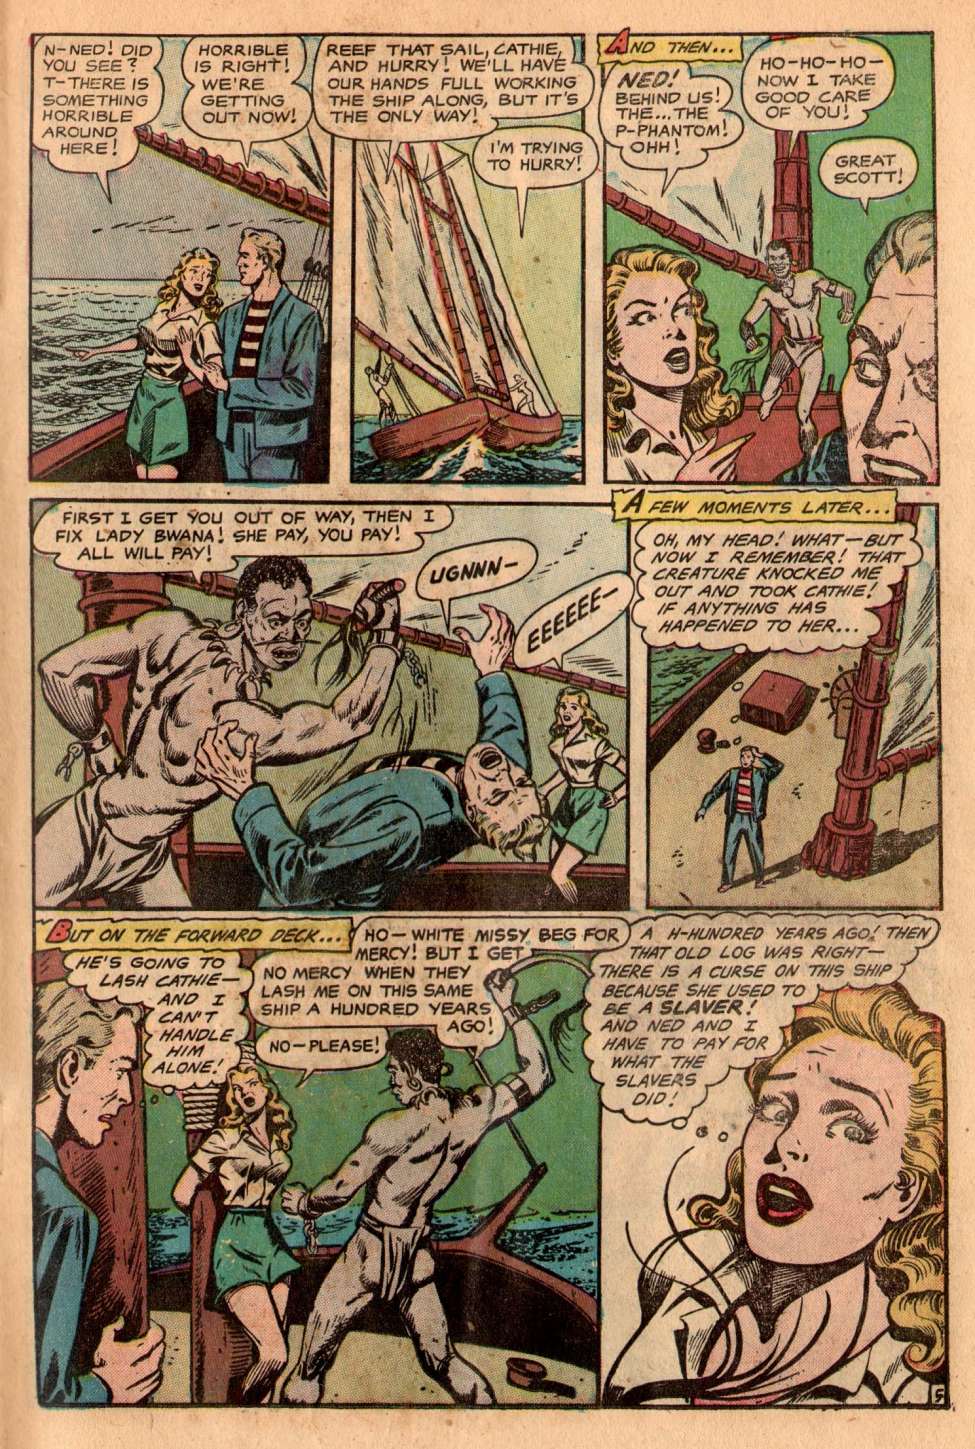 N-NED! DID
YOU SEE?
T-THERE IS
SOMETHING
HORRIBLE
AROUND
HERE!
HORRIBLE
IS RIGHT!
WE'RE
GETTING
OUT NOW!
REEF THAT SAIL, CATHIE,
AND HURRY! WE'LL HAVE
OUR HANDS FULL WORKING
THE SHIP ALONG, BUT IT'S
THE ONLY WAY!
I'M TRYING
TO HURRY!
AND THEN...
NED!
BEHIND US!
THE...THE
P-PHANTOM!
OHH!
HO-HO-HO-
NOW I TAKE
GOOD CARE
OF YOU!
GREAT
SCOTT!
FIRST I GET YOU OUT OF WAY, THEN I
FIX LADY BWANA! SHE PAY, YOU PAY!
ALL WILL PAY!
UGNNN-
EEEEEE-
A FEW MOMENTS LATER...
OH, MY HEAD! WHAT-BUT
NOW I REMEMBER! THAT
CREATURE KNOCKED ME
OUT AND TOOK CATHIE!
IF ANYTHING HAS
HAPPENED TO HER...
BUT ON THE FORWARD DECK...
HE'S GOING TO
LASH CATHIE-
AND I
CAN'T
HANDLE
HIM
ALONE!
HO-WHITE MISSY BEG FOR
MERCY! BUT I GET
NO MERCY WHEN THEY
LASH ME ON THIS SAME
SHIP A HUNDRED YEARS
AGO!
NO-PLEASE!
A H-HUNDRED YEARS AGO! THEN
THAT OLD LOG WAS RIGHT-
THERE IS A CURSE ON THIS SHIP
BECAUSE SHE USED TO
BE A SLAVER!
AND NED AND I
HAVE TO PAY FOR
WHAT THE
SLAVERS
DID!
5